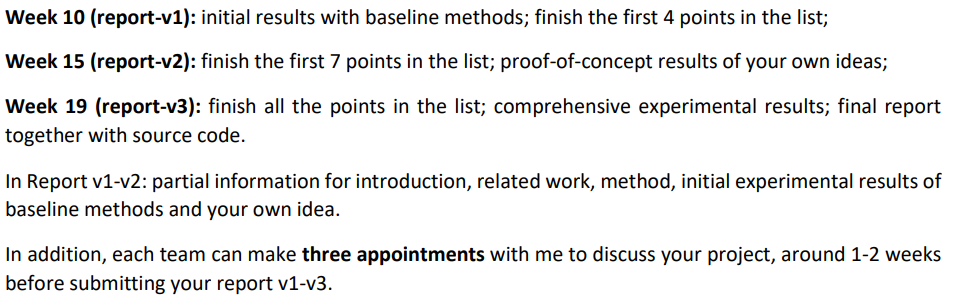 Week 10 (report-v1): initial results with baseline methods; finish the first 4 points in the list;
Week 15 (report-v2): finish the first 7 points in the list; proof-of-concept results of your own ideas;
Week 19 (report-v3): finish all the points in the list; comprehensive experimental results; final report
together with source code.
In Report v1-v2: partial information for introduction, related work, method, initial experimental results of
baseline methods and your own idea.
In addition, each team can make three appointments with me to discuss your project, around 1-2 weeks
before submitting your report v1-v3.